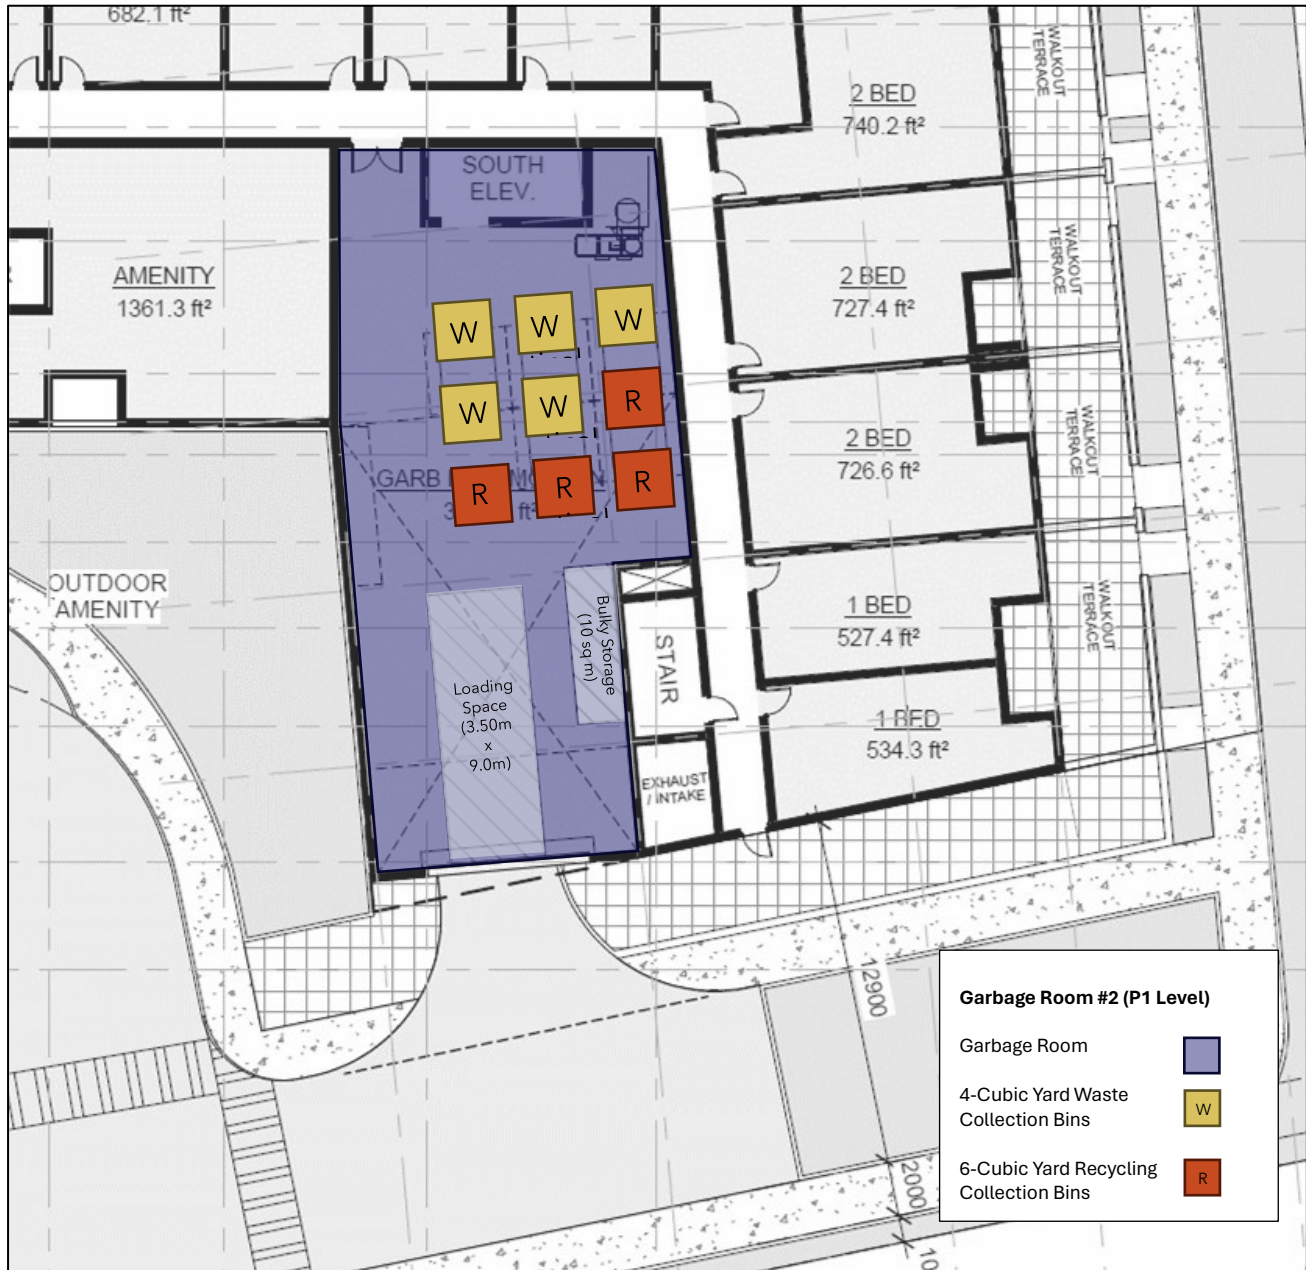 682.1 ft²
2 BED
740.2 ft²
WALKOUT
TERRACE
SOUTH
ELEV.
AMENITY
1361.3 ft²
2 BED
727.4 ft²
WALKOUT
TERRACE
W
W
W
W
W
R
2 BED
726.6 ft²
WALKOUT
TERRACE
R
R
R
GARB
ft²
OUTDOOR
AMENITY
Bulky Storage
(10 sq m)
STAIR
1 BED
527.4 ft²
WALKOUT
TERRACE
Loading
Space
(3.50m
x
9.0m)
1 BED
534.3 ft²
EXHAUST
/ INTAKE
12900
2000
10
Garbage Room #2 (P1 Level)
Garbage Room
4-Cubic Yard Waste
Collection Bins
W
6-Cubic Yard Recycling
Collection Bins
R